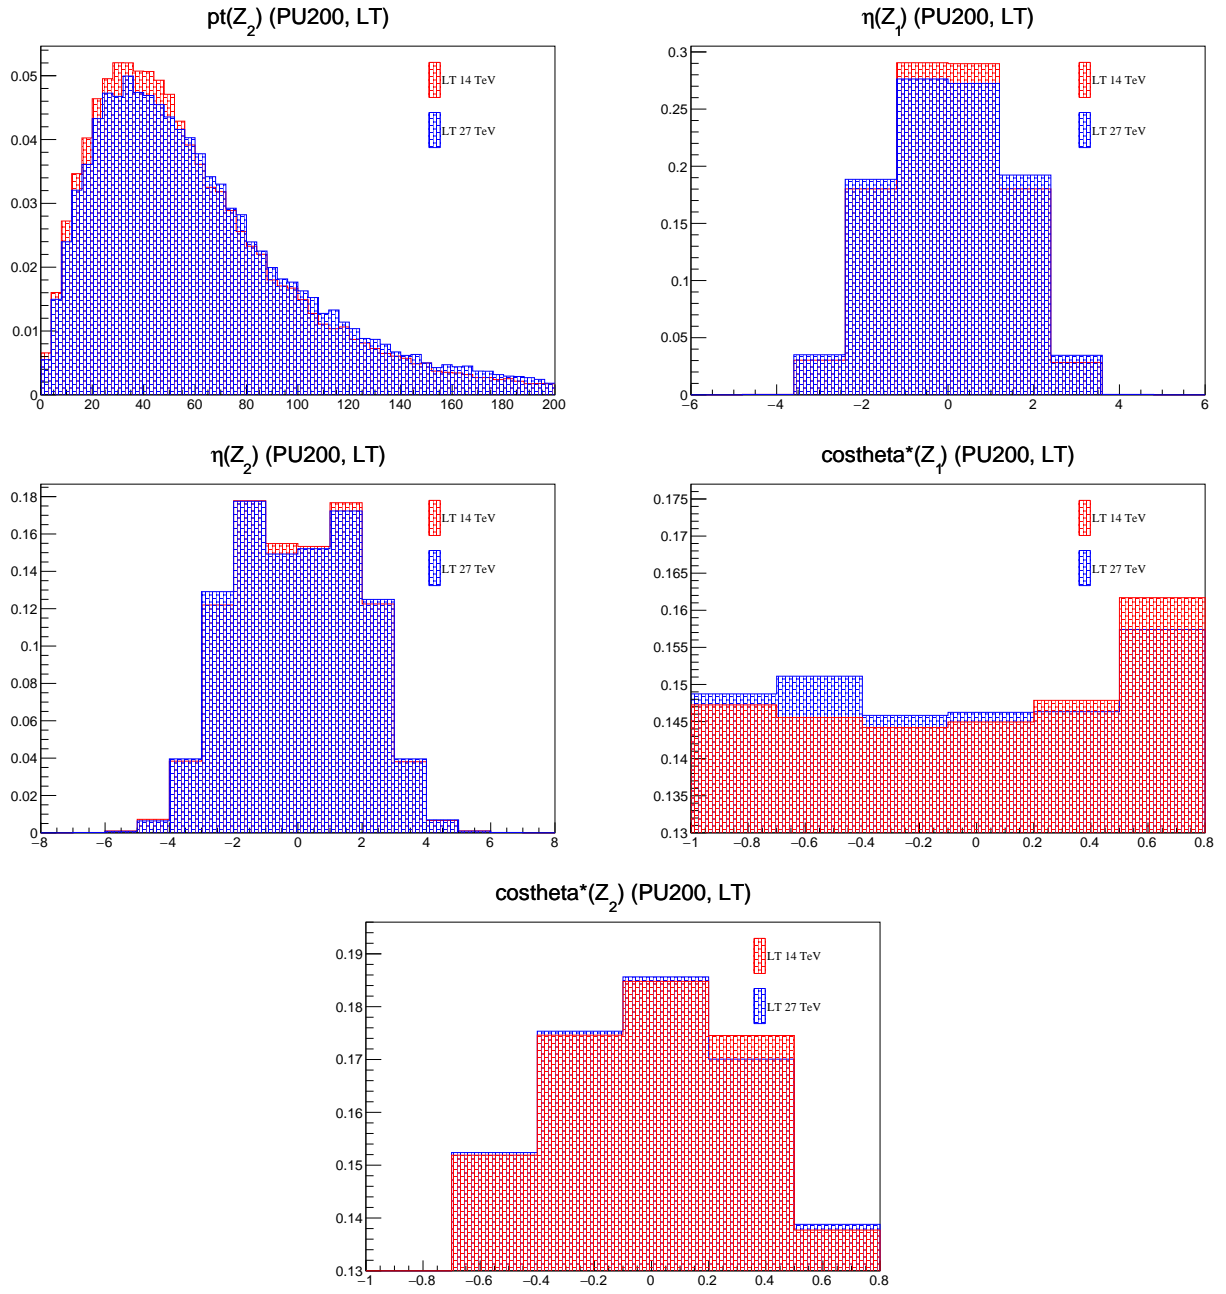 pt(Z2) (PU200, LT)
LT 14 TeV
LT 27 TeV
0.05
0.04
0.03
0.02
0.01
0
0 20 40 60 80 100 120 140 160 180 200
η(Z1) (PU200, LT)
LT 14 TeV
LT 27 TeV
0.3
0.25
0.2
0.15
0.1
0.05
0
−6 −4 −2 0 2 4 6
η(Z2) (PU200, LT)
LT 14 TeV
LT 27 TeV
0.18
0.16
0.14
0.12
0.1
0.08
0.06
0.04
0.02
0
−8 −6 −4 −2 0 2 4 6 8
costheta*(Z1) (PU200, LT)
LT 14 TeV
LT 27 TeV
0.175
0.17
0.165
0.16
0.155
0.15
0.145
0.14
0.135
0.13
−1 −0.8 −0.6 −0.4 −0.2 0 0.2 0.4 0.6 0.8
costheta*(Z2) (PU200, LT)
LT 14 TeV
LT 27 TeV
0.19
0.18
0.17
0.16
0.15
0.14
0.13
−1 −0.8 −0.6 −0.4 −0.2 0 0.2 0.4 0.6 0.8